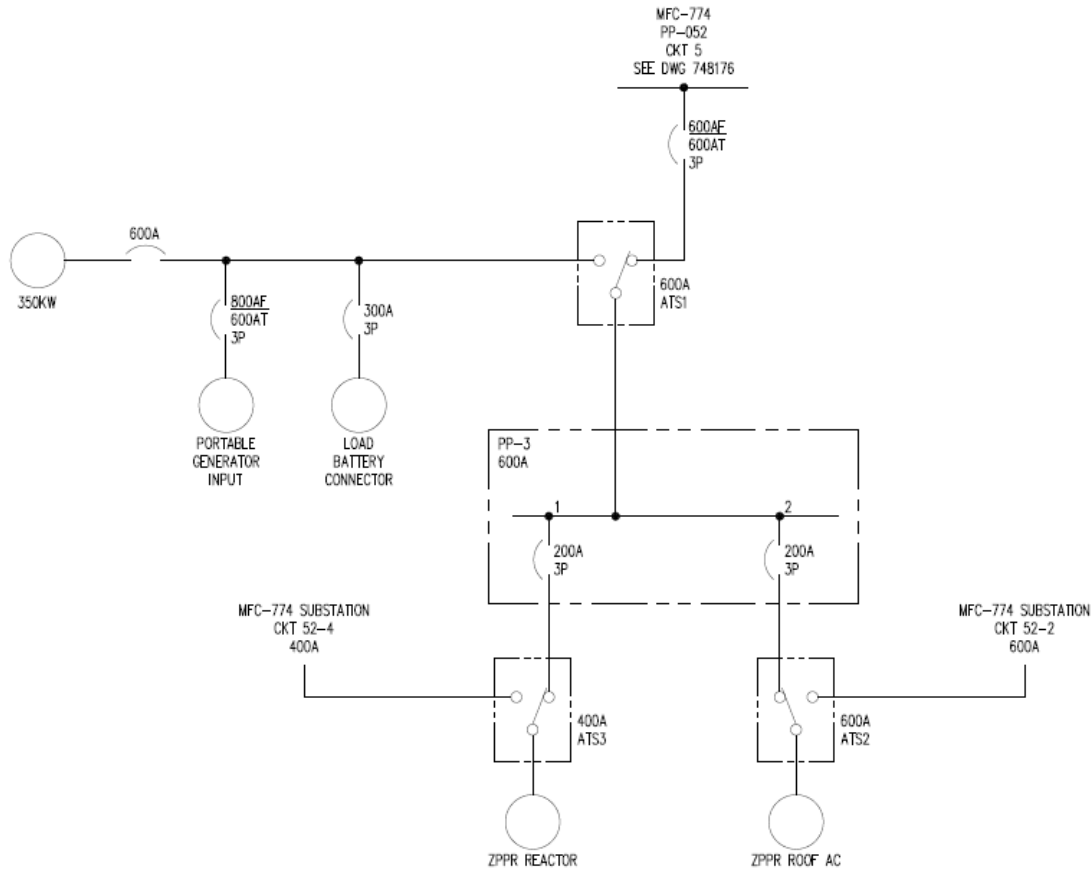 MFC-774
PP-052
CKT 5
SEE DWG 748176
600AF
600AT
3P
600A
350KW
800AF
600AT
3P
300A
3P
600A
ATS1
PORTABLE
GENERATOR
INPUT
LOAD
BATTERY
CONNECTOR
PP-3
600A
1
2
200A
3P
200A
3P
MFC-774 SUBSTATION
CKT 52-4
400A
MFC-774 SUBSTATION
CKT 52-2
600A
400A
ATS3
600A
ATS2
ZPPR REACTOR
ZPPR ROOF AC